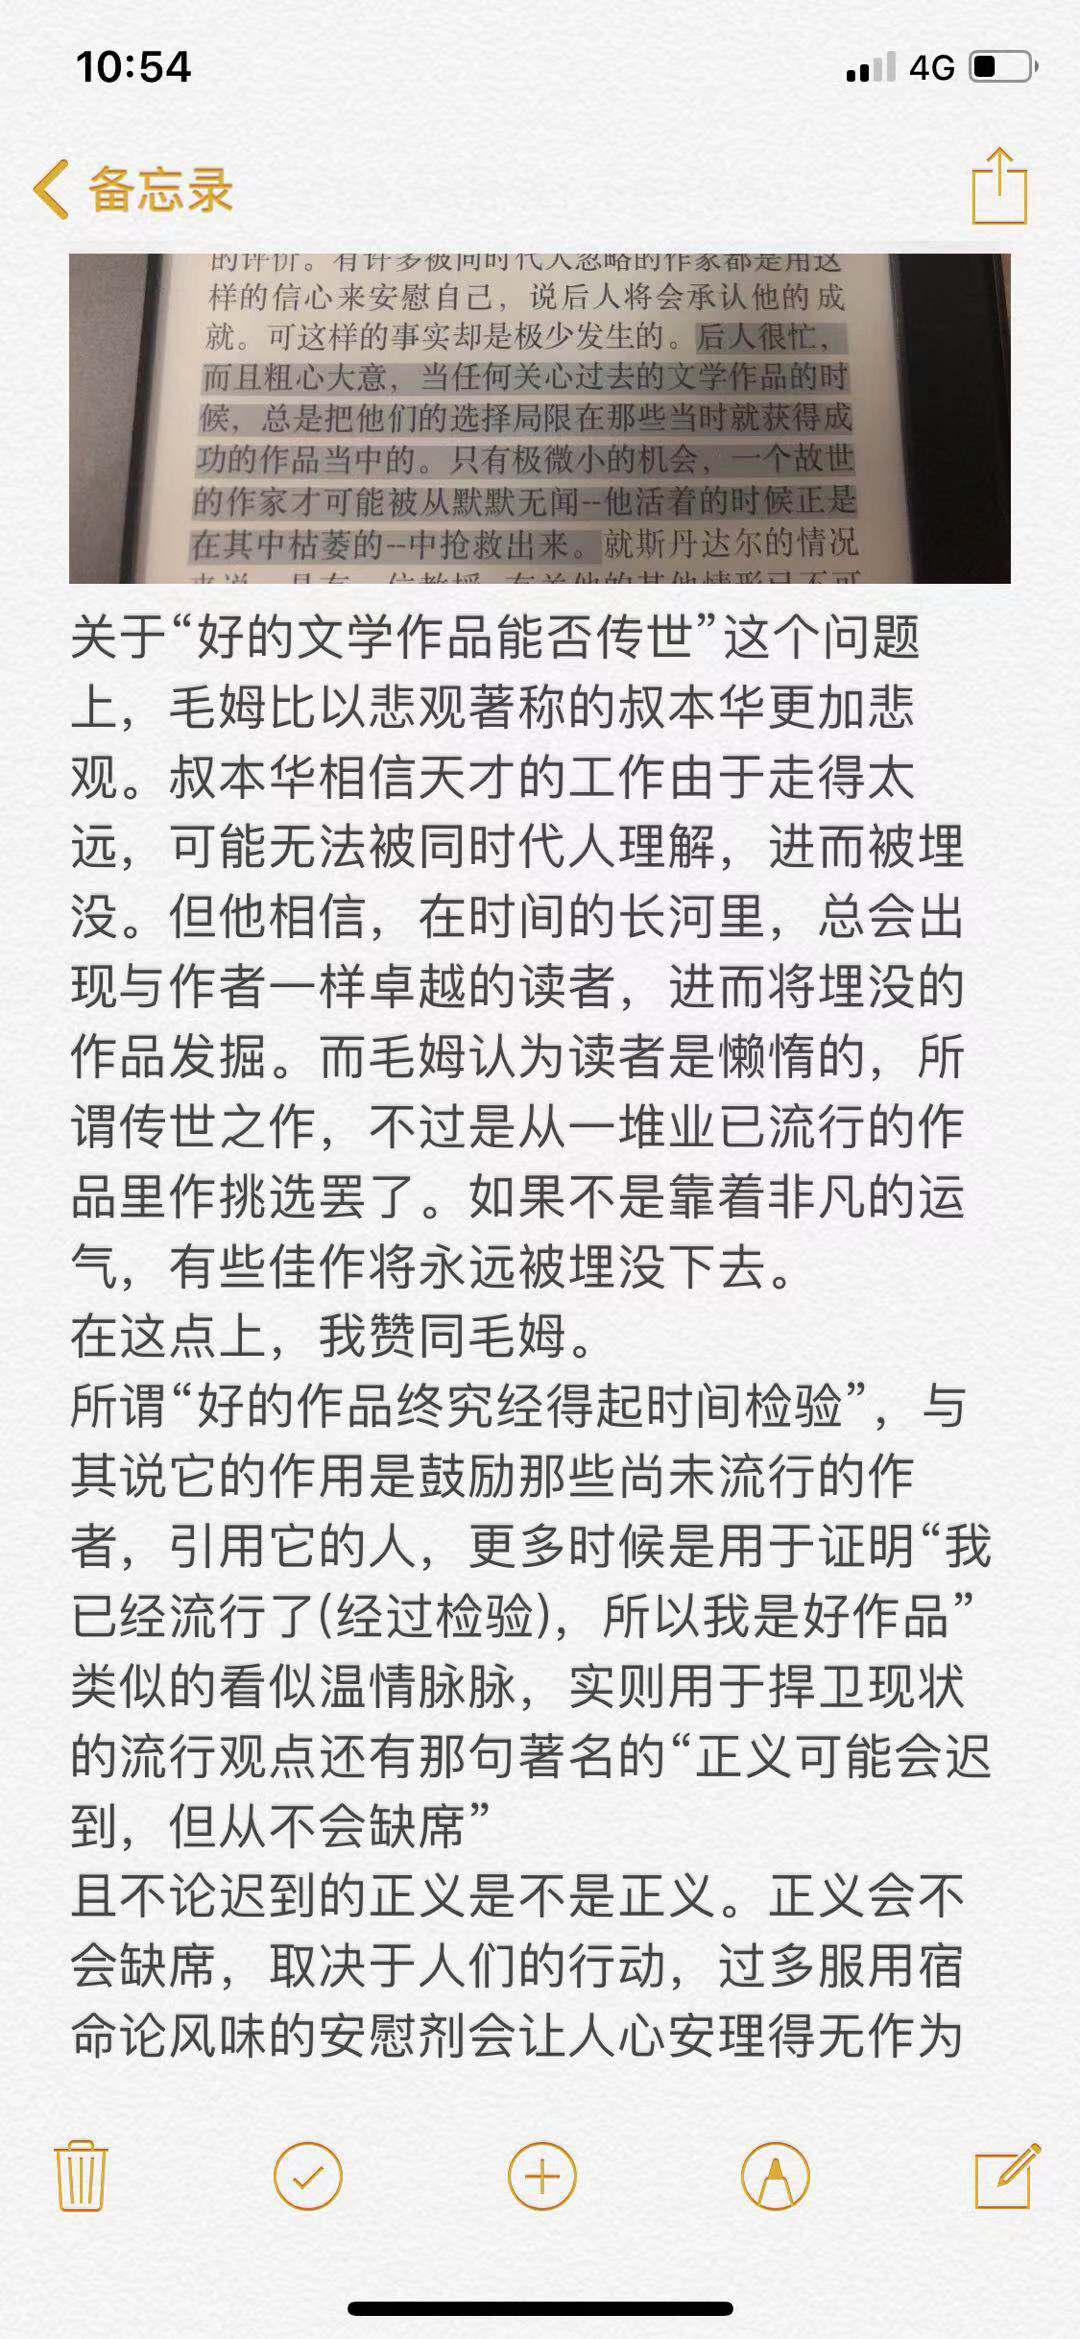 10:54
4G
备忘录
的评价。有许多被同时代人忽略的作家都是用这
样的信心来安慰自己，说后人将会承认他的成
就。可这样的事实却是极少发生的。后人很忙，
而且粗心大意，当任何关心过去的文学作品的时
候，总是把他们的选择局限在那些当时就获得成
功的作品当中的。只有极微小的机会，一个故世
的作家才可能被从默默无闻--他活着的时候正是
在其中枯萎的--中抢救出来。就斯丹达尔的情况
关于“好的文学作品能否传世”这个问题
上，毛姆比以悲观著称的叔本华更加悲
观。叔本华相信天才的工作由于走得太
远，可能无法被同时代人理解，进而被埋
没。但他相信，在时间的长河里，总会出
现与作者一样卓越的读者，进而将埋没的
作品发掘。而毛姆认为读者是懒惰的，所
谓传世之作，不过是从一堆业已流行的作
品里作挑选罢了。如果不是靠着非凡的运
气，有些佳作将永远被埋没下去。
在这点上，我赞同毛姆。
所谓“好的作品终究经得起时间检验”，与
其说它的作用是鼓励那些尚未流行的作
者，引用它的人，更多时候是用于证明“我
已经流行了(经过检验)，所以我是好作品”
类似的看似温情脉脉，实则用于捍卫现状
的流行观点还有那句著名的“正义可能会迟
到，但从不会缺席”
且不论迟到的正义是不是正义。正义会不
会缺席，取决于人们的行动，过多服用宿
命论风味的安慰剂会让人心安理得无作为